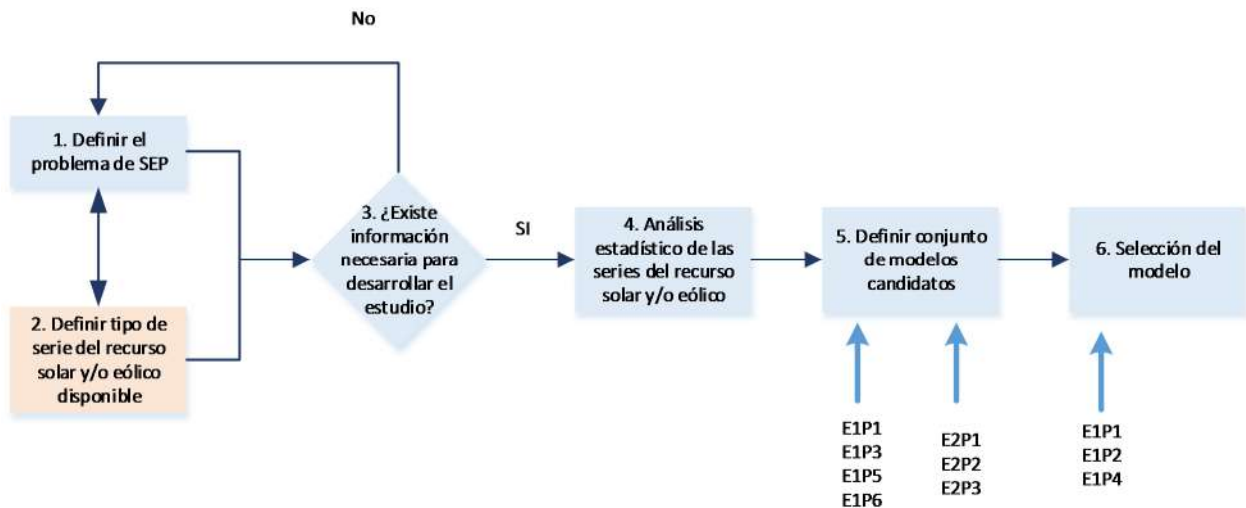 No
1. Definir el
problema de SEP
2. Definir tipo de
serie del recurso
solar y/o eólico
disponible
3. ¿Existe
información
necesaria para
desarrollar el
estudio?
SI
4. Análisis
estadístico de las
series del recurso
solar y/o eólico
5. Definir conjunto
de modelos
candidatos
6. Selección del
modelo
E1P1
E1P3
E1P5
E1P6
E2P1
E2P2
E2P3
E1P1
E1P2
E1P4